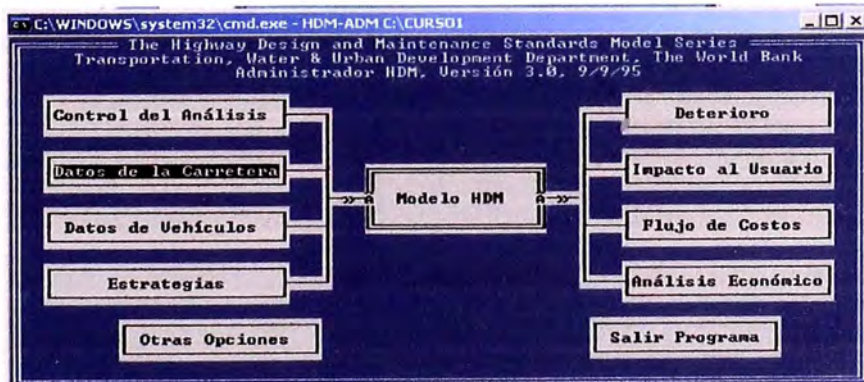 C:\WINDOWS\system32\cmd.exe - HDM-ADM C:\CURSO1
The Highway Design and Maintenance Standards Model Series
Transportation, Water & Urban Development Department, The World Bank
Administrador HDM, Versión 3.0, 9/9/95
Control del Análisis
Datos de la Carretera
Datos de Vehículos
Estrategias
Modelo HDM
Deterioro
Impacto al Usuario
Flujo de Costos
Análisis Económico
Otras Opciones
Salir Programa